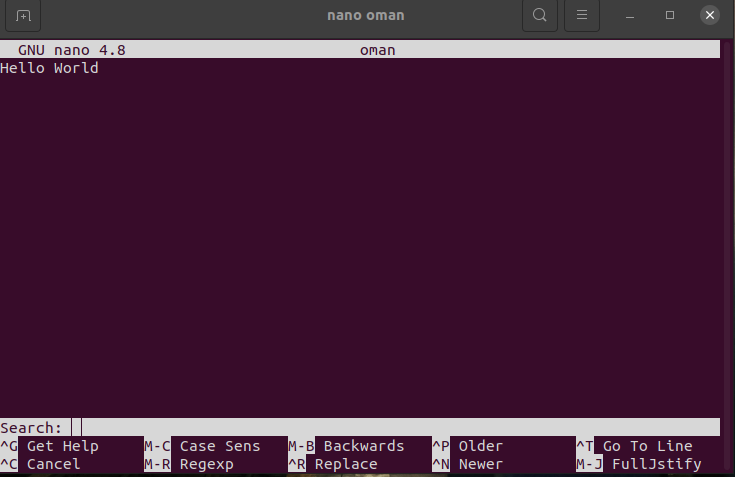 nano oman
GNU nano 4.8 oman
Hello World
Search:
^G Get Help M-C Case Sens M-B Backwards ^P Older ^T Go To Line
^C Cancel M-R Regexp ^R Replace ^N Newer M-J FullJstify